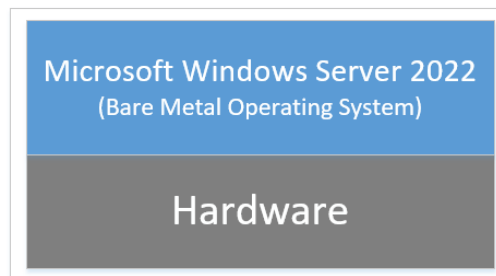 Microsoft Windows Server 2022
(Bare Metal Operating System)
Hardware